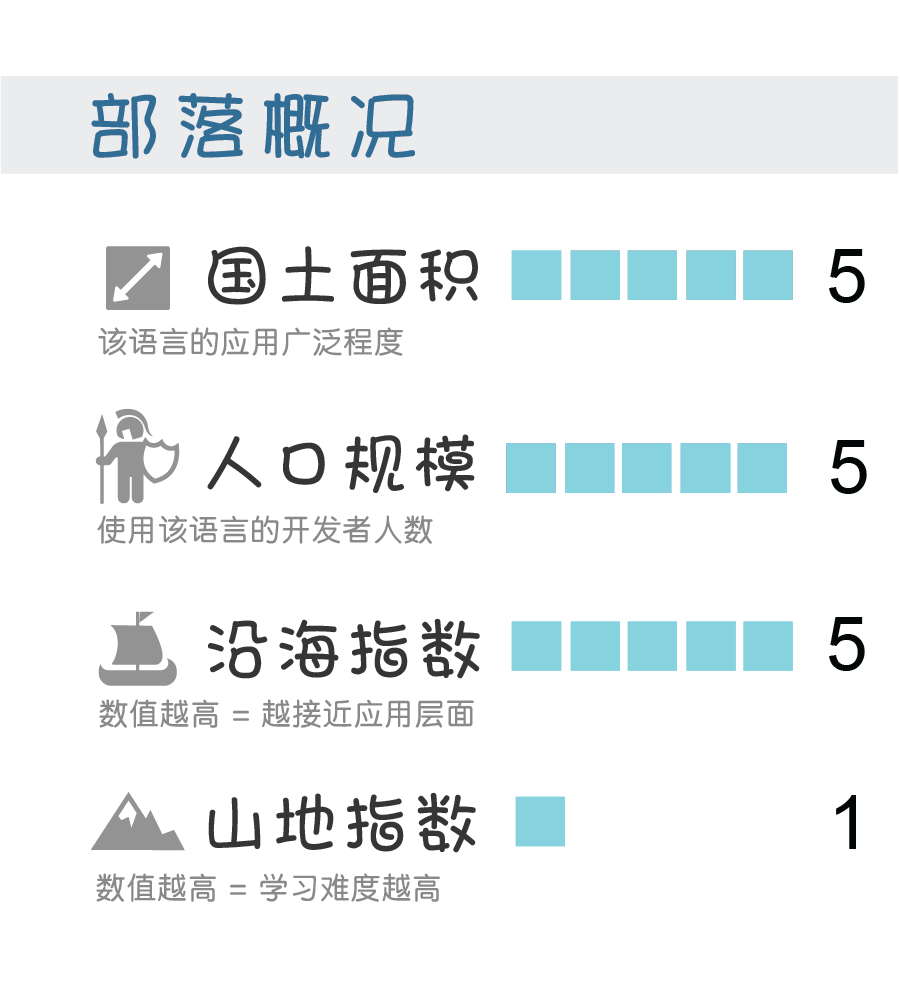 部落概况
国土面积 5
该语言的应用广泛程度
人口规模 5
使用该语言的开发者人数
沿海指数 5
数值越高 = 越接近应用层面
山地指数 1
数值越高 = 学习难度越高